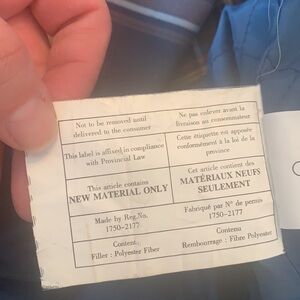 Not to be removed until
delivered to the consumer
Ne pas enlever avant la
livraison au consommateur
This label is affixed in compliance
with Provincial Law
Cette étiquette est apposée
conformément à la loi de la
province
This article contains
NEW MATERIAL ONLY
Cet article contient des
MATÉRIAUX NEUFS
SEULEMENT
Made by Reg.No.
1750-2177
Fabriqué par N° de permis
1750-2177
Content
Filler : Polyester Fiber
Contenu
Rembourrage : Fibre Polyester